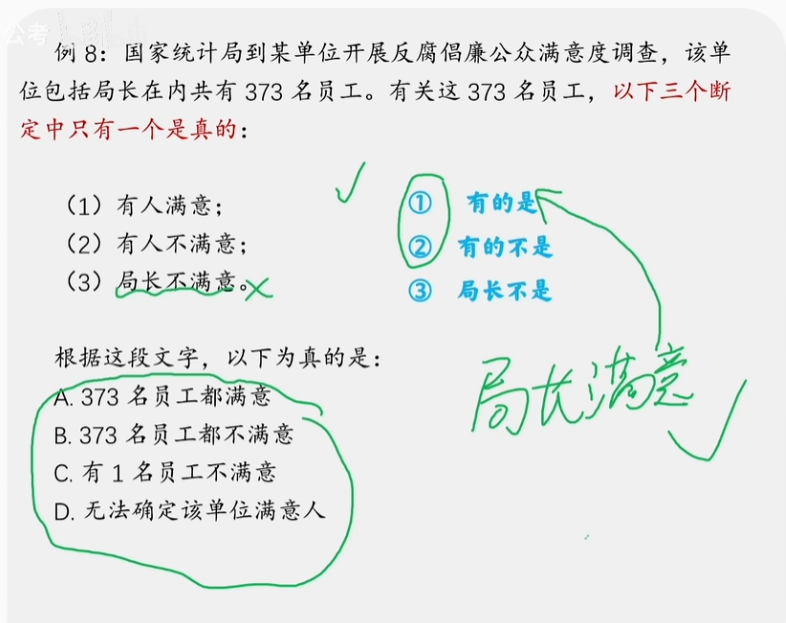 公考
例 8：国家统计局到某单位开展反腐倡廉公众满意度调查，该单
位包括局长在内共有 373 名员工。有关这 373 名员工，以下三个断
定中只有一个是真的：
（1）有人满意； ① 有的是
（2）有人不满意； ② 有的不是
（3）局长不满意。 ③ 局长不是
根据这段文字，以下为真的是：
局长满意
A. 373 名员工都满意
B. 373 名员工都不满意
C. 有 1 名员工不满意
D. 无法确定该单位满意人